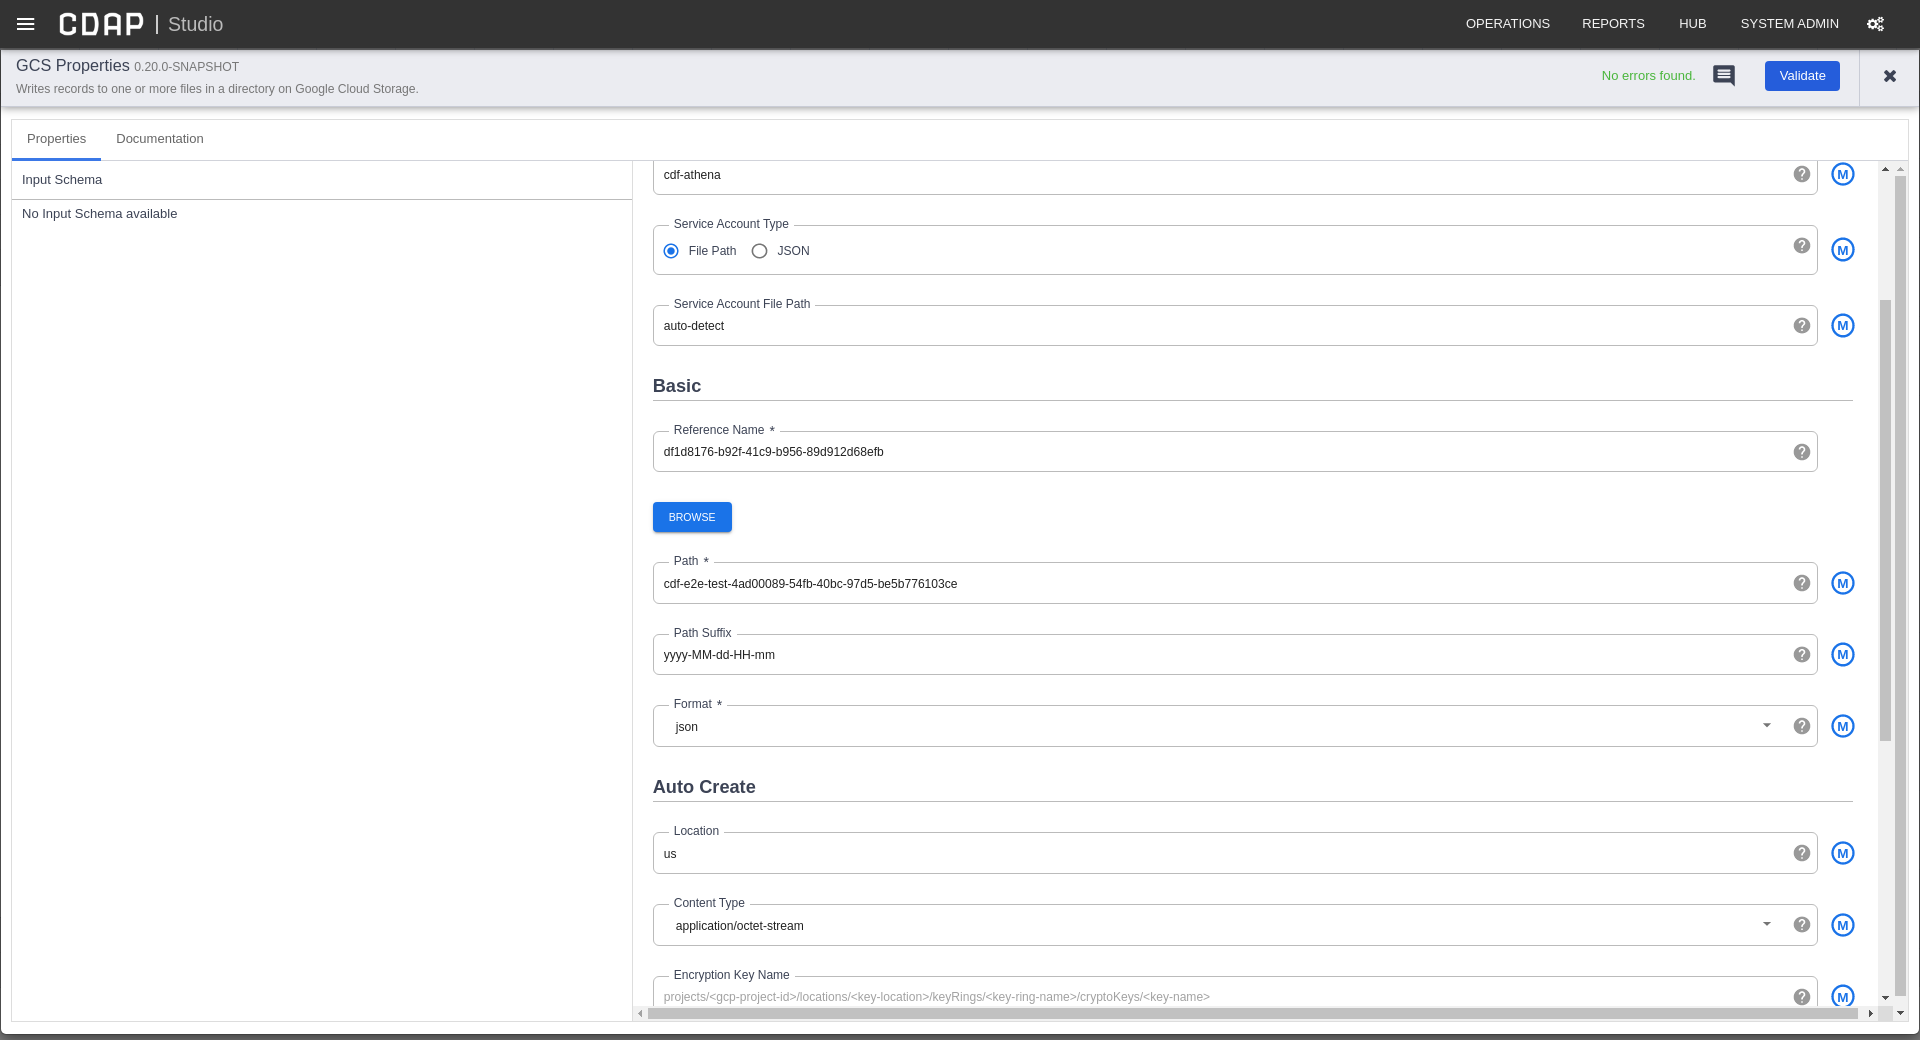 CDAP | Studio
OPERATIONS REPORTS HUB SYSTEM ADMIN
GCS Properties 0.20.0-SNAPSHOT
Writes records to one or more files in a directory on Google Cloud Storage.
No errors found.
Validate
Properties Documentation
Input Schema
No Input Schema available
cdf-athena
M
Service Account Type
File Path JSON
M
Service Account File Path
auto-detect
M
Basic
Reference Name *
df1d8176-b92f-41c9-b956-89d912d68efb
BROWSE
Path *
cdf-e2e-test-4ad00089-54fb-40bc-97d5-be5b776103ce
M
Path Suffix
yyyy-MM-dd-HH-mm
M
Format *
json
M
Auto Create
Location
us
M
Content Type
application/octet-stream
M
Encryption Key Name
projects/<gcp-project-id>/locations/<key-location>/keyRings/<key-ring-name>/cryptoKeys/<key-name>
M